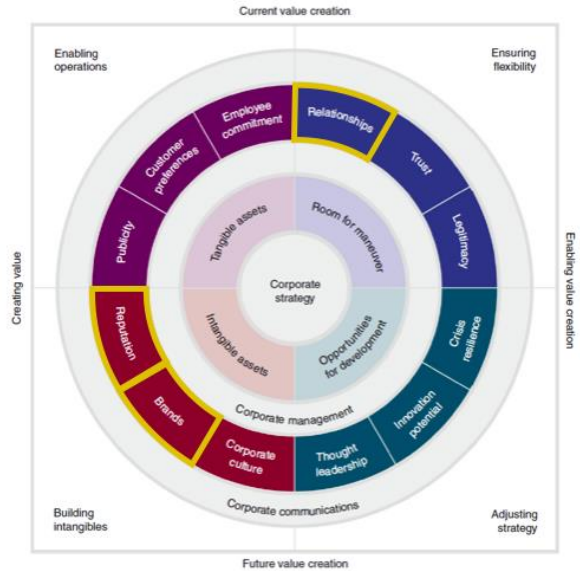 Current value creation
Enabling
operations
Ensuring
flexibility
Employee
commitment
Relationships
Customer
preferences
Trust
Publicity
Legitimacy
Tangible assets
Room for maneuver
Creating value
Corporate
strategy
Enabling value creation
Reputation
Crisis
resilience
Intangible assets
Opportunities
for development
Brands
Innovation
potential
Corporate management
Corporate
culture
Thought
leadership
Corporate communications
Building
intangibles
Adjusting
strategy
Future value creation